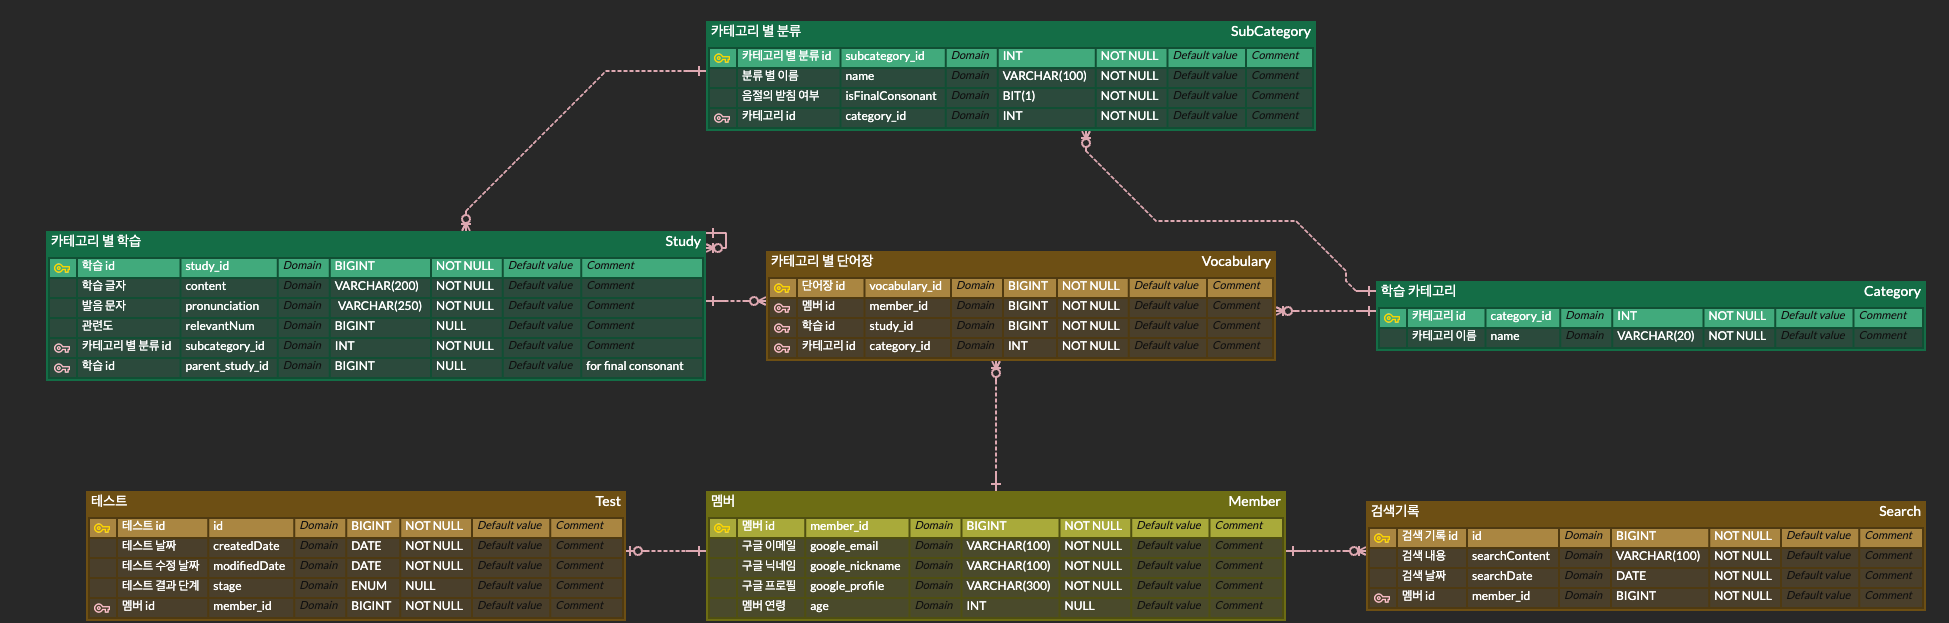 카테고리 별 분류 SubCategory
카테고리 별 분류 id subcategory_id Domain INT NOT NULL Default value Comment
분류 별 이름 name Domain VARCHAR(100) NOT NULL Default value Comment
음절의 받침 여부 isFinalConsonant Domain BIT(1) NOT NULL Default value Comment
카테고리 id category_id Domain INT NOT NULL Default value Comment
카테고리 별 학습 Study
학습 id study_id Domain BIGINT NOT NULL Default value Comment
학습 글자 content Domain VARCHAR(200) NOT NULL Default value Comment
발음 문자 pronunciation Domain VARCHAR(250) NOT NULL Default value Comment
관련도 relevantNum Domain BIGINT NULL Default value Comment
카테고리 별 분류 id subcategory_id Domain INT NOT NULL Default value Comment
학습 id parent_study_id Domain BIGINT NULL Default value for final consonant
카테고리 별 단어장 Vocabulary
단어장 id vocabulary_id Domain BIGINT NOT NULL Default value Comment
멤버 id member_id Domain BIGINT NOT NULL Default value Comment
학습 id study_id Domain BIGINT NOT NULL Default value Comment
카테고리 id category_id Domain INT NOT NULL Default value Comment
학습 카테고리 Category
카테고리 id category_id Domain INT NOT NULL Default value Comment
카테고리 이름 name Domain VARCHAR(20) NOT NULL Default value Comment
테스트 Test
테스트 id id Domain BIGINT NOT NULL Default value Comment
테스트 날짜 createdDate Domain DATE NOT NULL Default value Comment
테스트 수정 날짜 modifiedDate Domain DATE NOT NULL Default value Comment
테스트 결과 단계 stage Domain ENUM NULL Default value Comment
멤버 id member_id Domain BIGINT NOT NULL Default value Comment
멤버 Member
멤버 id member_id Domain BIGINT NOT NULL Default value Comment
구글 이메일 google_email Domain VARCHAR(100) NOT NULL Default value Comment
구글 닉네임 google_nickname Domain VARCHAR(100) NOT NULL Default value Comment
구글 프로필 google_profile Domain VARCHAR(300) NOT NULL Default value Comment
멤버 연령 age Domain INT NULL Default value Comment
검색기록 Search
검색 기록 id id Domain BIGINT NOT NULL Default value Comment
검색 내용 searchContent Domain VARCHAR(100) NOT NULL Default value Comment
검색 날짜 searchDate Domain DATE NOT NULL Default value Comment
멤버 id member_id Domain BIGINT NOT NULL Default value Comment